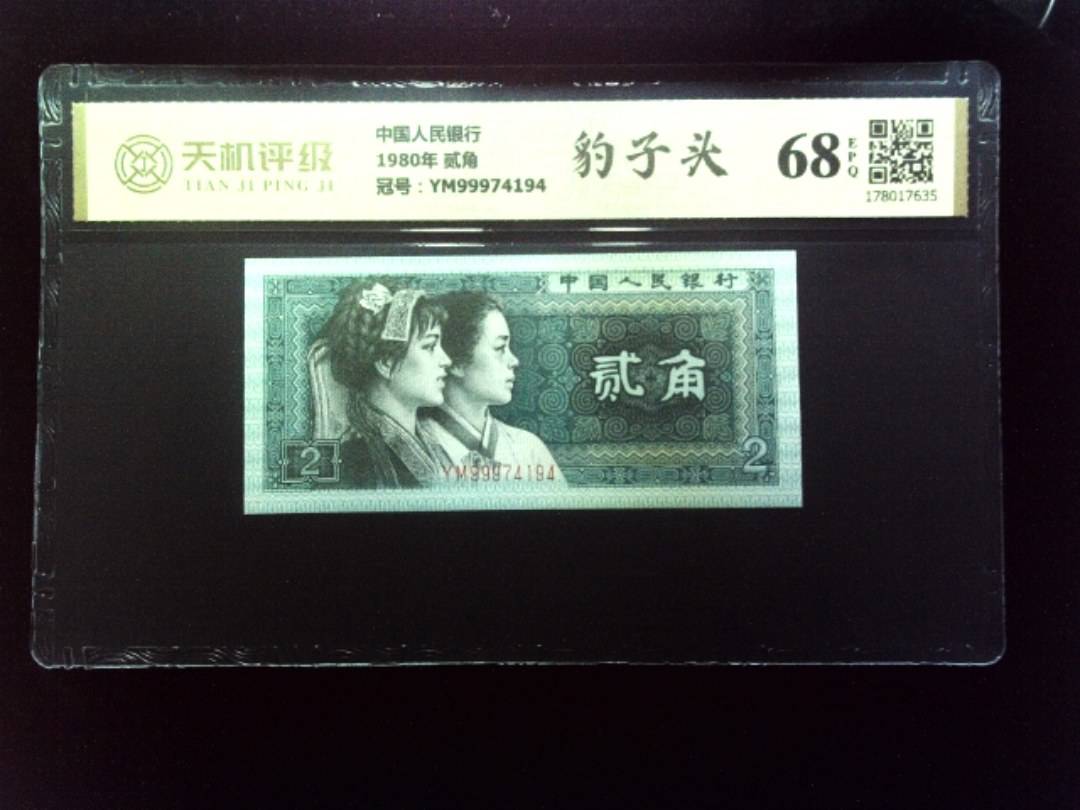 天机评级
TIAN JI PING JI
中国人民银行
1980年 贰角
冠号：YM99974194
豹子头
68
EPQ
178017635
中国人民银行
贰角
2
2
YM99974194